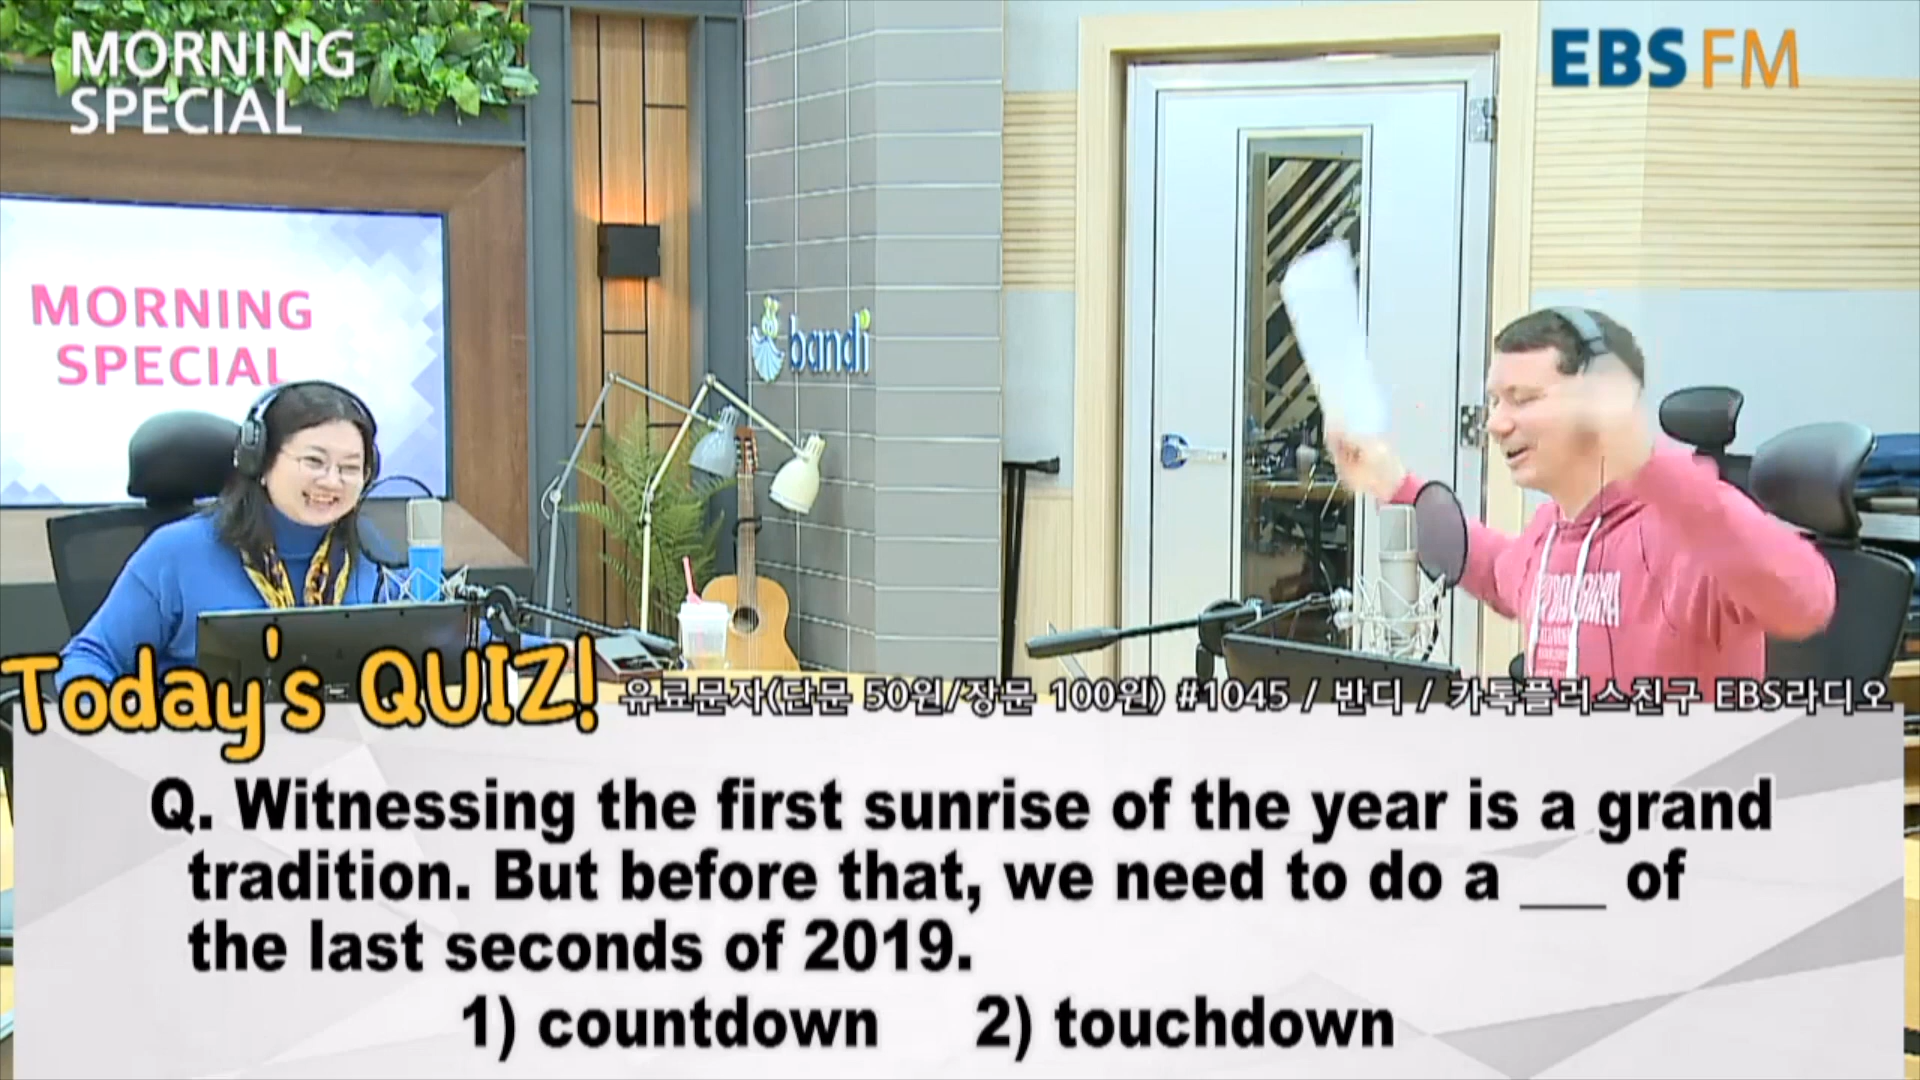 MORNING
SPECIAL
EBS FM
MORNING
SPECIAL
bandi
Today's QUIZ!
유료문자(단문 50원/장문 100원) #1045 / 반디 / 카톡플러스친구 EBS라디오
Q. Witnessing the first sunrise of the year is a grand
tradition. But before that, we need to do a ___ of
the last seconds of 2019.
1) countdown 2) touchdown